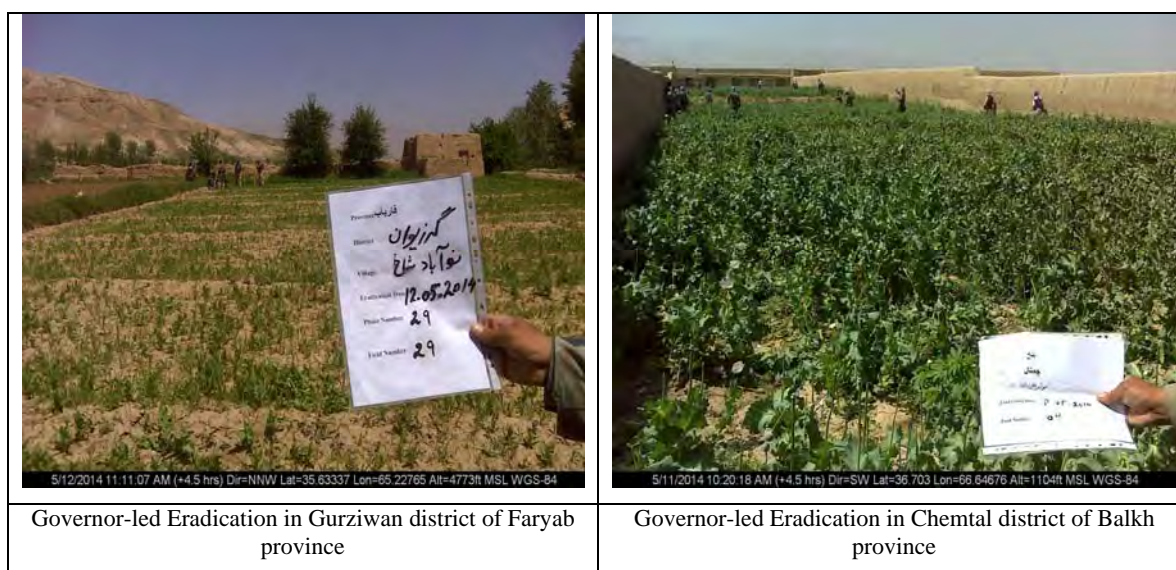 Province: فاریاب
District: گرزیوان
Village: نوآباد شاخ
Eradication Date: 12.05.2014
Photo Number: 29
Field Number: 29
5/12/2014 11:11:07 AM (+4.5 hrs) Dir=NNW Lat=35.63337 Lon=65.22765 Alt=4773ft MSL WGS-84
Governor-led Eradication in Gurziwan district of Faryab
province
بلخ
چمتال
5/11/2014 10:20:18 AM (+4.5 hrs) Dir=SW Lat=36.703 Lon=66.64676 Alt=1104ft MSL WGS-84
Governor-led Eradication in Chemtal district of Balkh
province